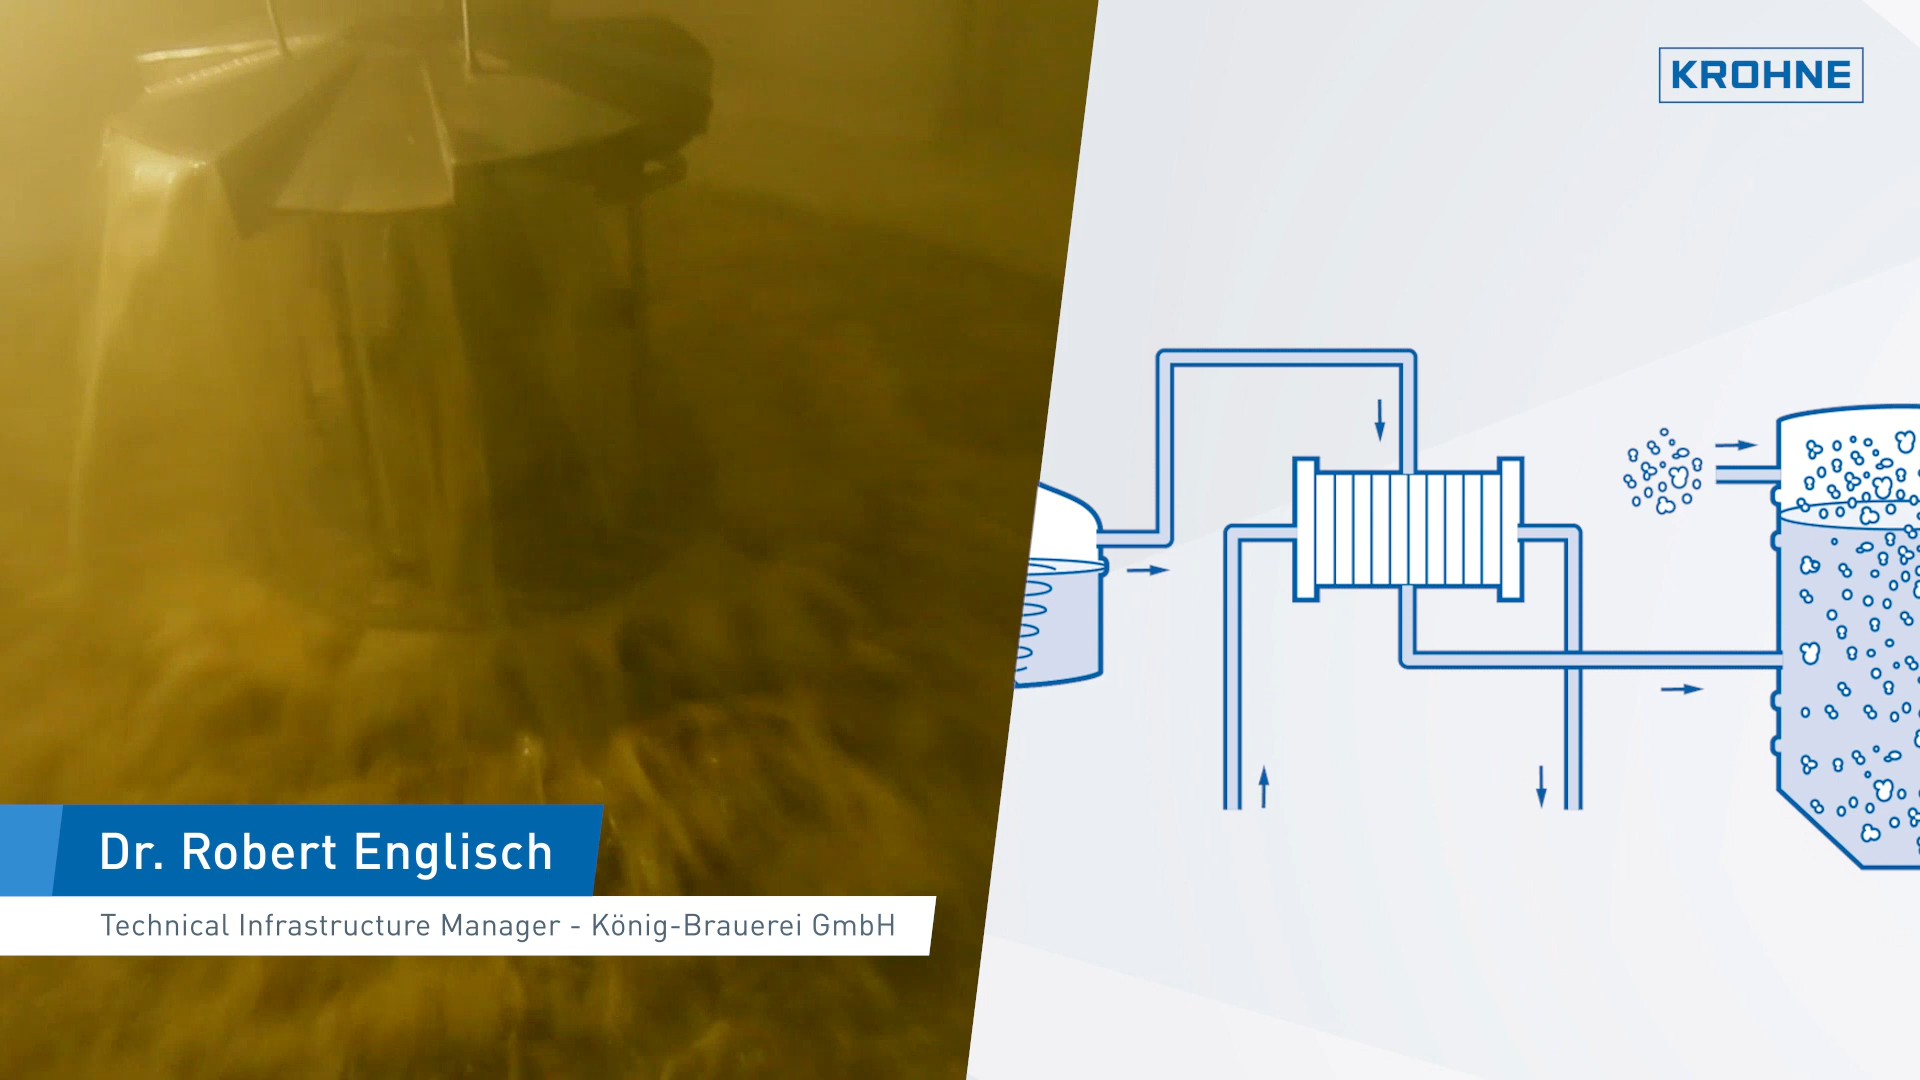 KROHNE
Dr. Robert Englisch
Technical Infrastructure Manager - König-Brauerei GmbH